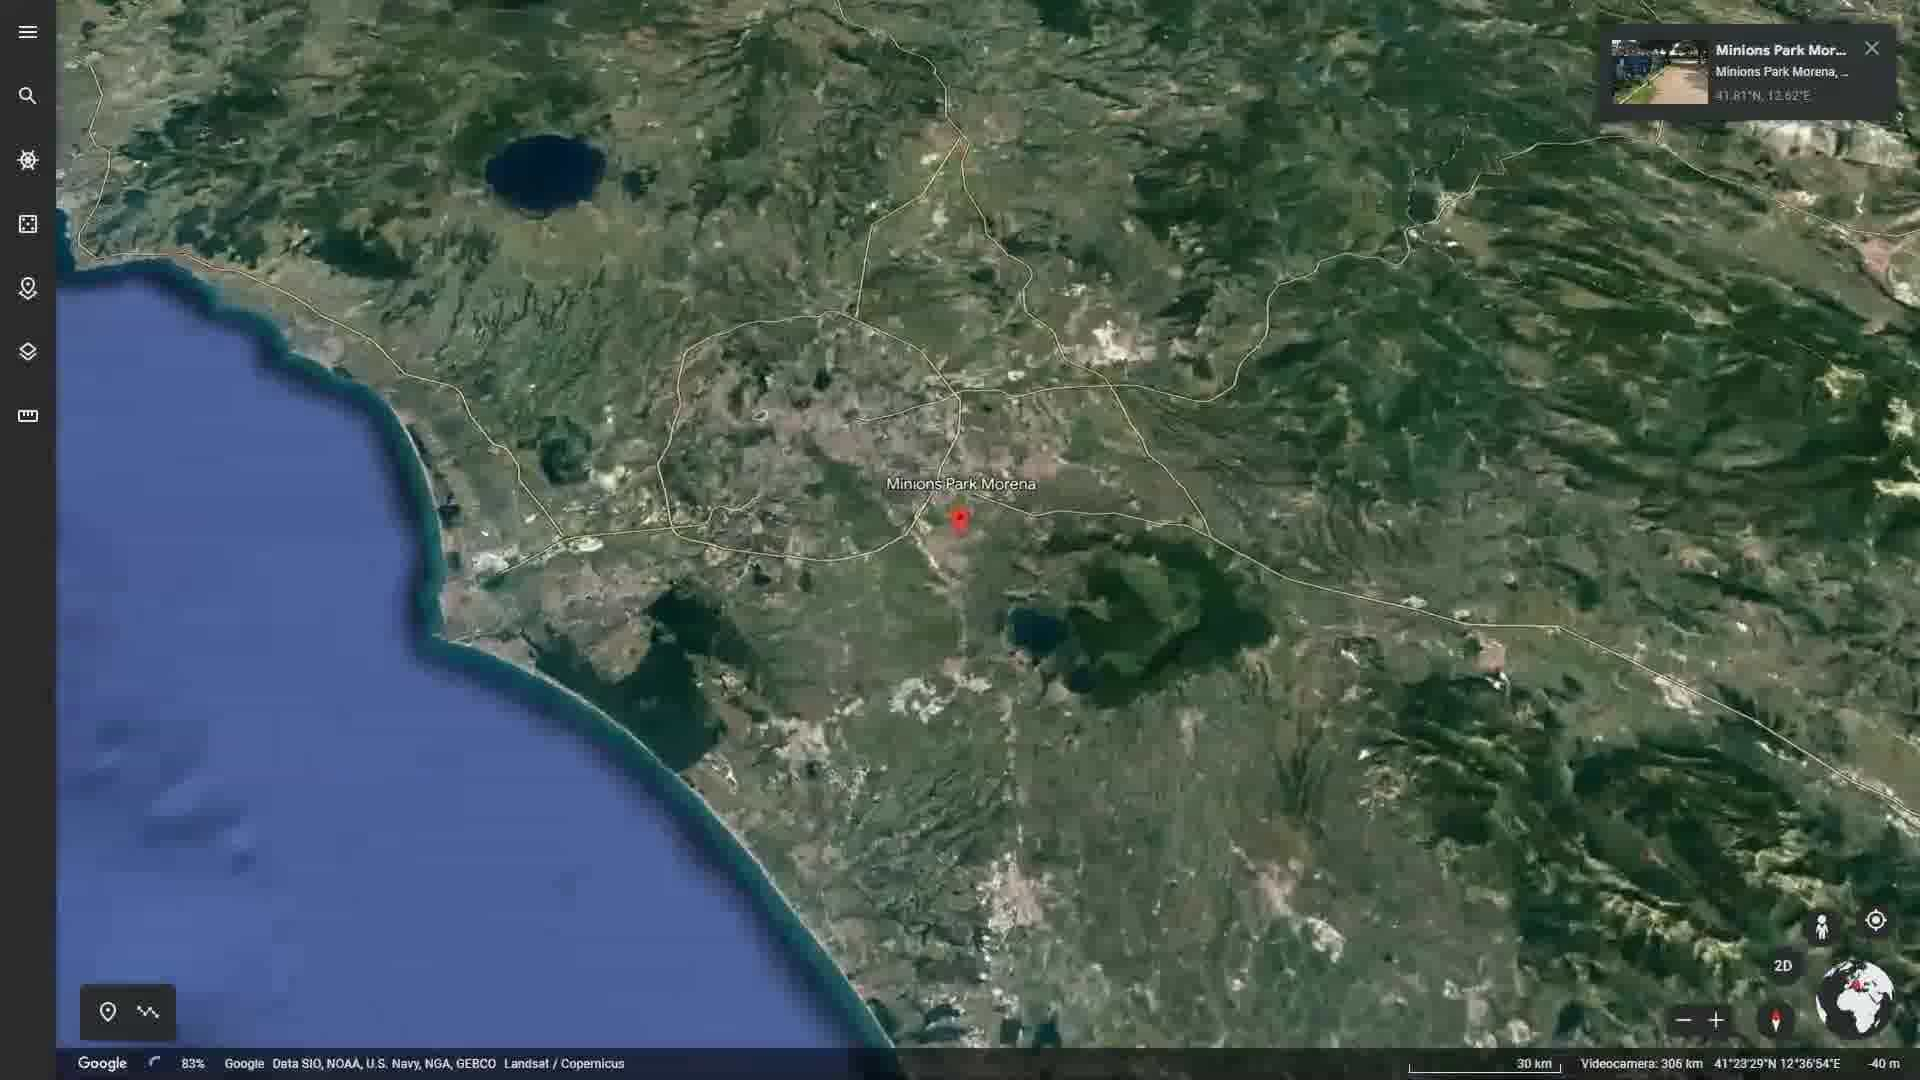 Minions Park Mor...
Minions Park Morena, ...
41.81°N, 12.62°E
Minions Park Morena
2D
Google 83% Google Data SIO, NOAA, U.S. Navy, NGA, GEBCO Landsat / Copernicus 30 km Videocamera: 306 km 41°23'29"N 12°36'54"E -40 m